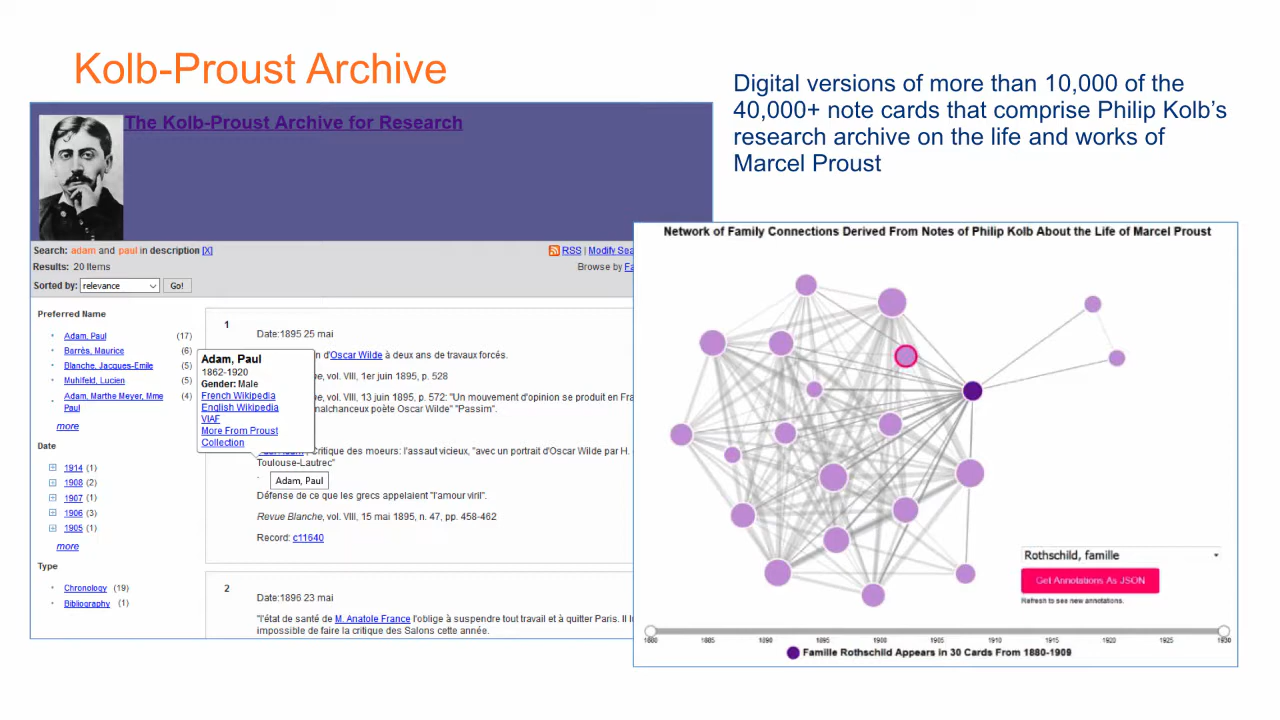 Kolb-Proust Archive
Digital versions of more than 10,000 of the
40,000+ note cards that comprise Philip Kolb’s
research archive on the life and works of
Marcel Proust
The Kolb-Proust Archive for Research
Search: adam and paul in description [X]
RSS | Modify Sea
Results: 20 Items
Browse by Fa
Sorted by: relevance Go!
Preferred Name
Adam, Paul (17)
Barrès, Maurice (6)
Blanche, Jacques-Emile (5)
Muhlfeld, Lucien (5)
Adam, Marthe Meyer, Mme (4)
Paul
more
Date
1914 (1)
1908 (2)
1907 (1)
1906 (3)
1905 (1)
more
Type
Chronology (19)
Bibliography (1)
Adam, Paul
1862-1920
Gender: Male
French Wikipedia
English Wikipedia
VIAF
More From Proust
Collection
1
Date:1895 25 mai
n d'Oscar Wilde à deux ans de travaux forcés.
ue, vol. VIII, 1er juin 1895, p. 528
ue, vol. VIII, 13 juin 1895, p. 572: "Un mouvement d'opinion se produit en Fra
malchanceux poète Oscar Wilde" "Passim".
Critique des moeurs: l'assaut vicieux, "avec un portrait d'Oscar Wilde par H.
Toulouse-Lautrec"
Adam, Paul
Défense de ce que les grecs appelaient "l'amour viril".
Revue Blanche, vol. VIII, 15 mai 1895, n. 47, pp. 458-462
Record: c11640
2
Date:1896 23 mai
"l'état de santé de M. Anatole France l'oblige à suspendre tout travail et à quitter Paris. Il
impossible de faire la critique des Salons cette année.
Network of Family Connections Derived From Notes of Philip Kolb About the Life of Marcel Proust
Rothschild, famille
Get Annotations As JSON
Refresh to see new annotations.
1880 1885 1890 1895 1900 1905 1910 1915 1920 1925 1930
Famille Rothschild Appears in 30 Cards From 1880-1909